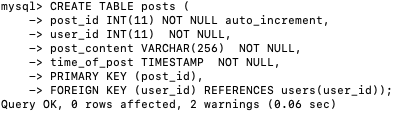 mysql> CREATE TABLE posts (
    -> post_id INT(11) NOT NULL auto_increment,
    -> user_id INT(11)  NOT NULL,
    -> post_content VARCHAR(256)  NOT NULL,
    -> time_of_post TIMESTAMP  NOT NULL,
    -> PRIMARY KEY (post_id),
    -> FOREIGN KEY (user_id) REFERENCES users(user_id));
Query OK, 0 rows affected, 2 warnings (0.06 sec)